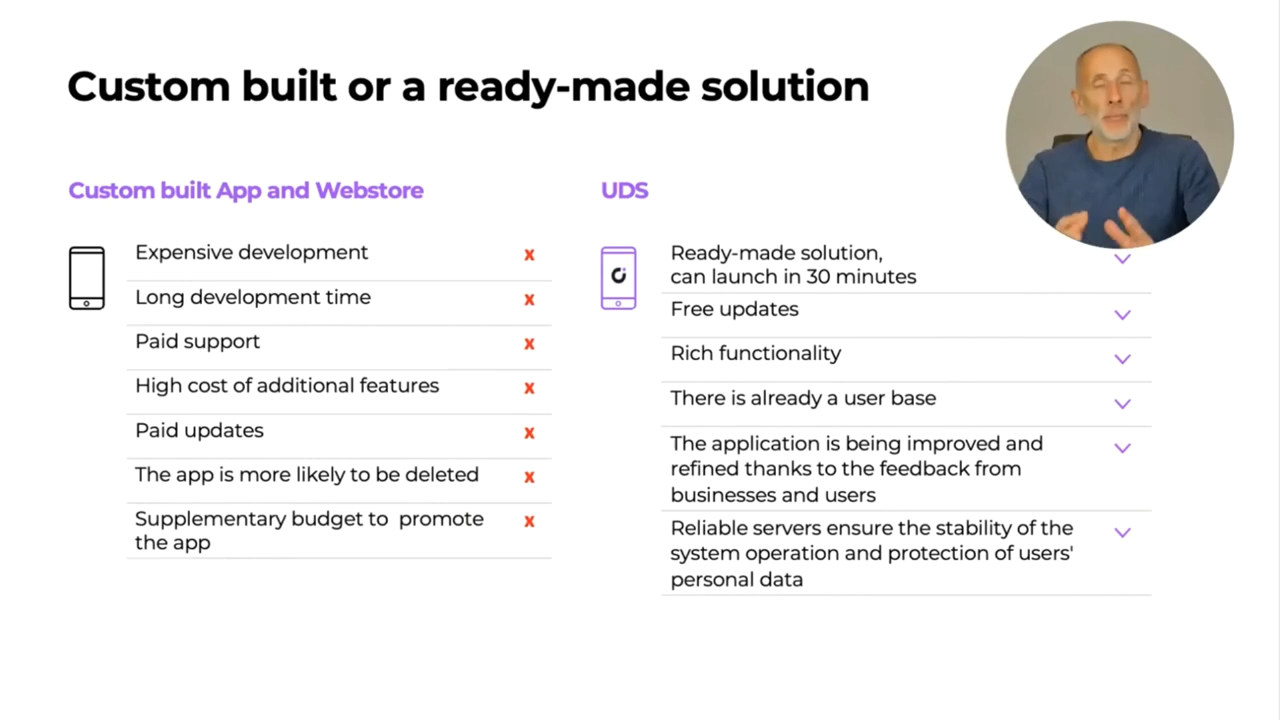 Custom built or a ready-made solution
Custom built App and Webstore
Expensive development x
Long development time x
Paid support x
High cost of additional features x
Paid updates x
The app is more likely to be deleted x
Supplementary budget to  promote x
the app
UDS
Ready-made solution,
can launch in 30 minutes
Free updates
Rich functionality
There is already a user base
The application is being improved and
refined thanks to the feedback from
businesses and users
Reliable servers ensure the stability of the
system operation and protection of users'
personal data